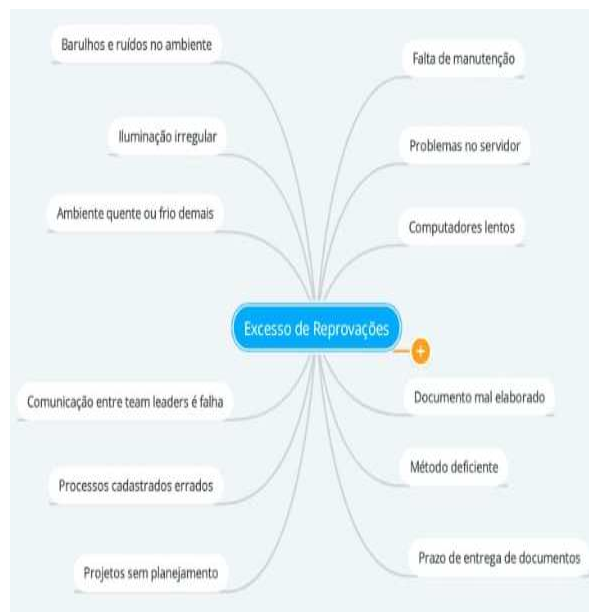 Barulhos e ruídos no ambiente
Falta de manutenção
Iluminação irregular
Problemas no servidor
Ambiente quente ou frio demais
Computadores lentos
Excesso de Reprovações
+
Comunicação entre team leaders é falha
Documento mal elaborado
Processos cadastrados errados
Método deficiente
Projetos sem planejamento
Prazo de entrega de documentos